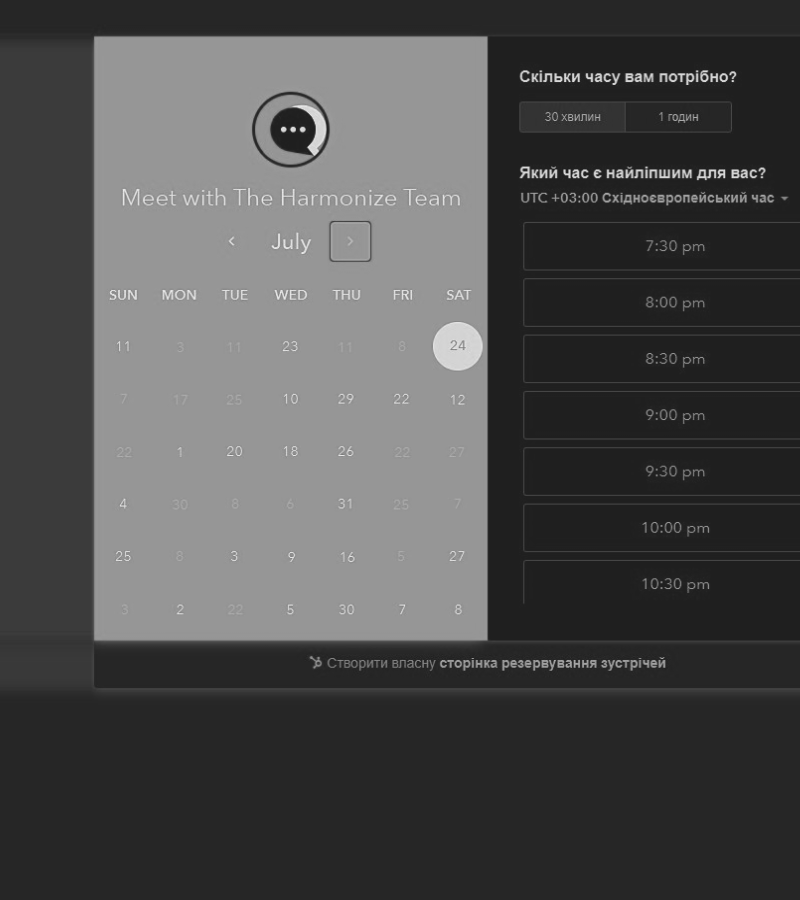 Meet with The Harmonize Team
July
SUN MON TUE WED THU FRI SAT
11 3 11 23 11 8 24
7 17 25 10 29 22 12
22 1 20 18 26 22 27
4 30 8 6 31 25 7
25 8 3 9 16 5 27
3 2 22 5 30 7 8
Скільки часу вам потрібно?
30 хвилин 1 годин
Який час є найліпшим для вас?
UTC +03:00 Східноєвропейський час
7:30 pm
8:00 pm
8:30 pm
9:00 pm
9:30 pm
10:00 pm
10:30 pm
Створити власну сторінка резервування зустрічей